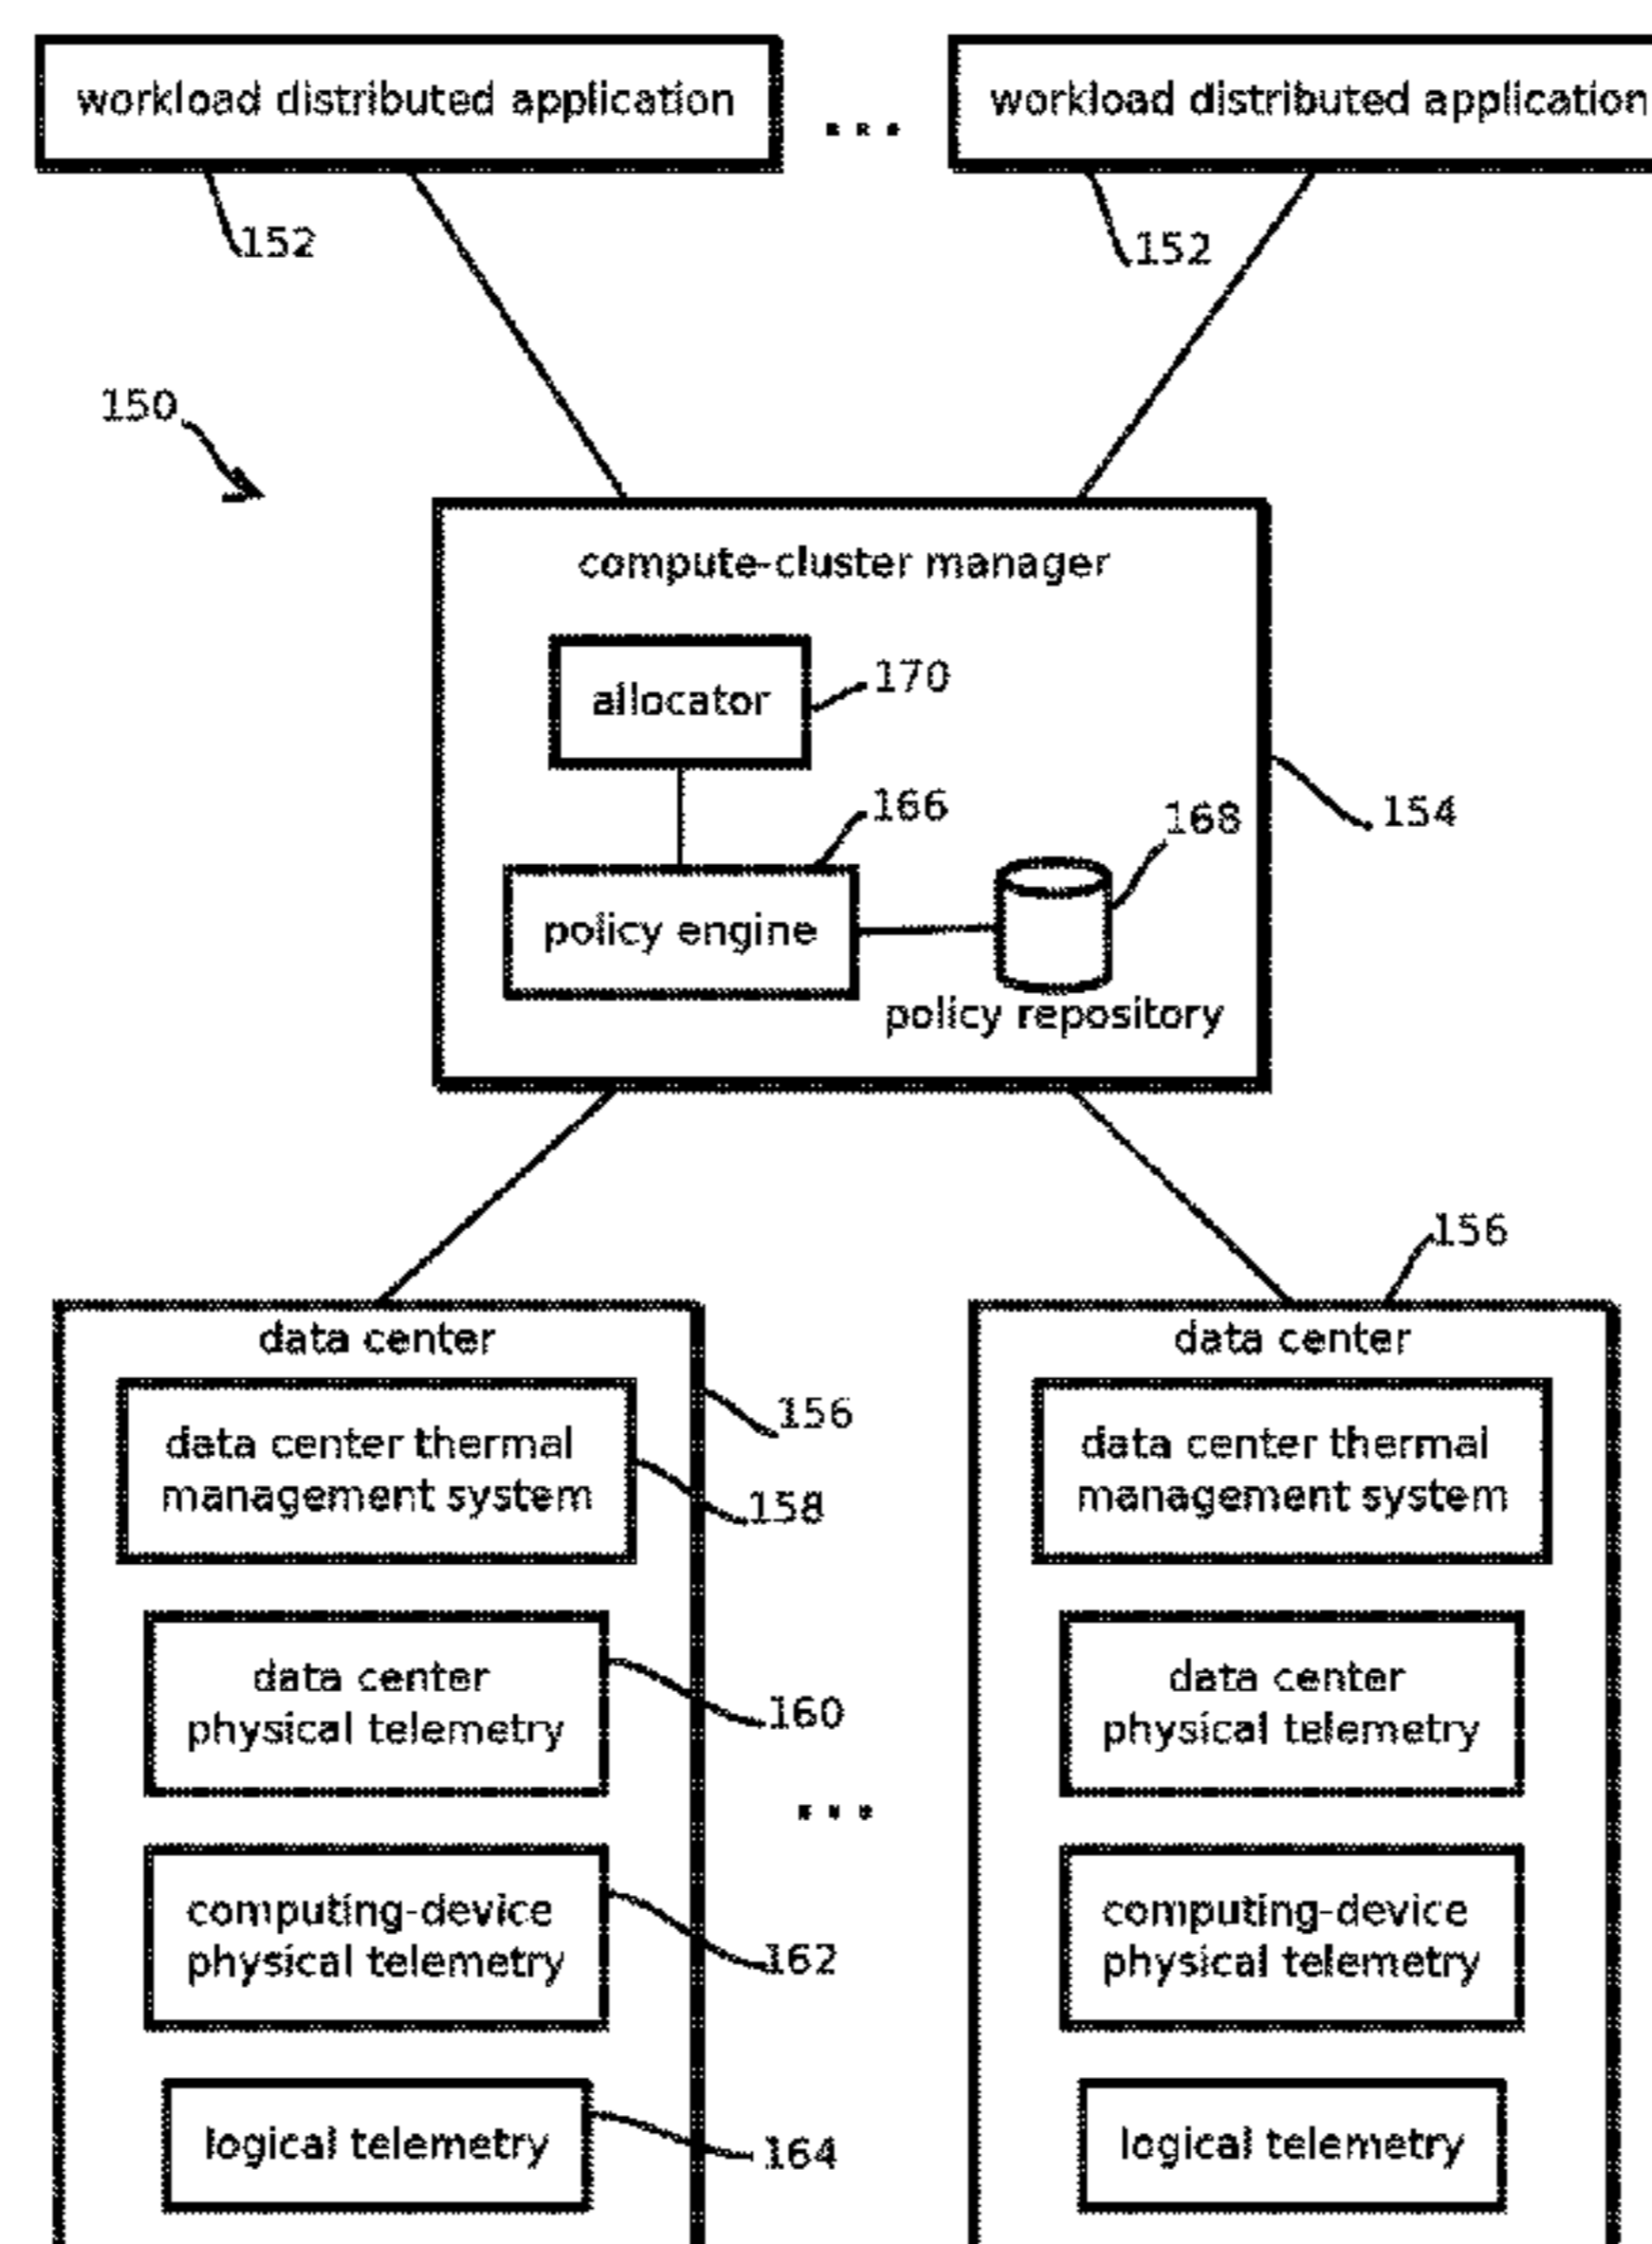 workload distributed application
...
workload distributed application
152
152
150
compute-cluster manager
allocator
170
166
168
154
policy engine
policy repository
156
data center
data center
156
data center thermal
management system
158
data center thermal
management system
data center
physical telemetry
160
data center
physical telemetry
...
computing-device
physical telemetry
162
computing-device
physical telemetry
logical telemetry
164
logical telemetry